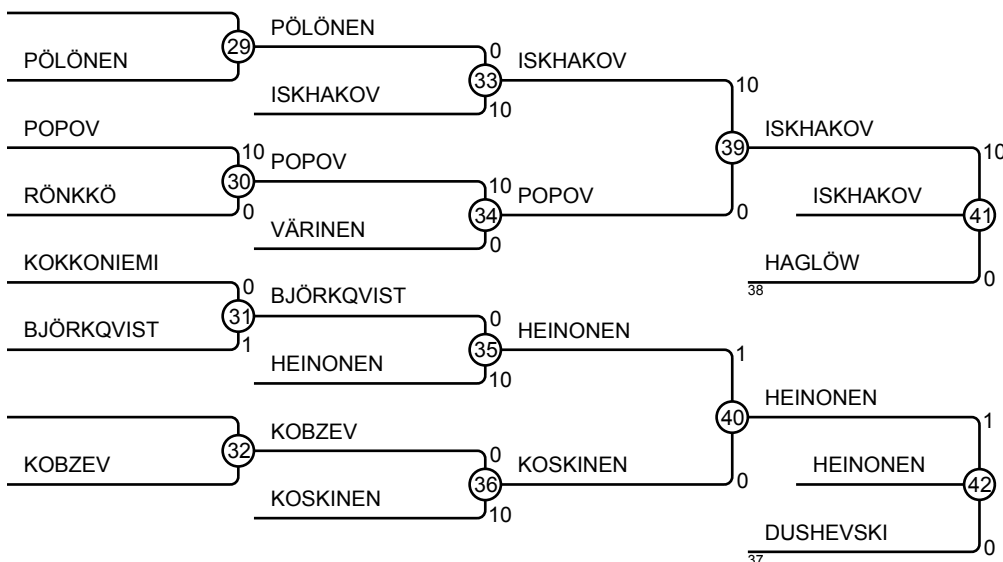 PÖLÖNEN
0
29
PÖLÖNEN
ISKHAKOV
10
33
ISKHAKOV
10
POPOV
10
ISKHAKOV
10
39
POPOV
10
30
ISKHAKOV
41
RÖNKKÖ
0
34
POPOV
0
VÄRINEN
0
KOKKONIEMI
0
HAGLÖW
38
0
BJÖRKQVIST
31
0
BJÖRKQVIST
1
35
HEINONEN
1
HEINONEN
10
HEINONEN
1
40
KOBZEV
32
0
KOBZEV
36
KOSKINEN
0
HEINONEN
42
KOSKINEN
10
DUSHEVSKI
37
0